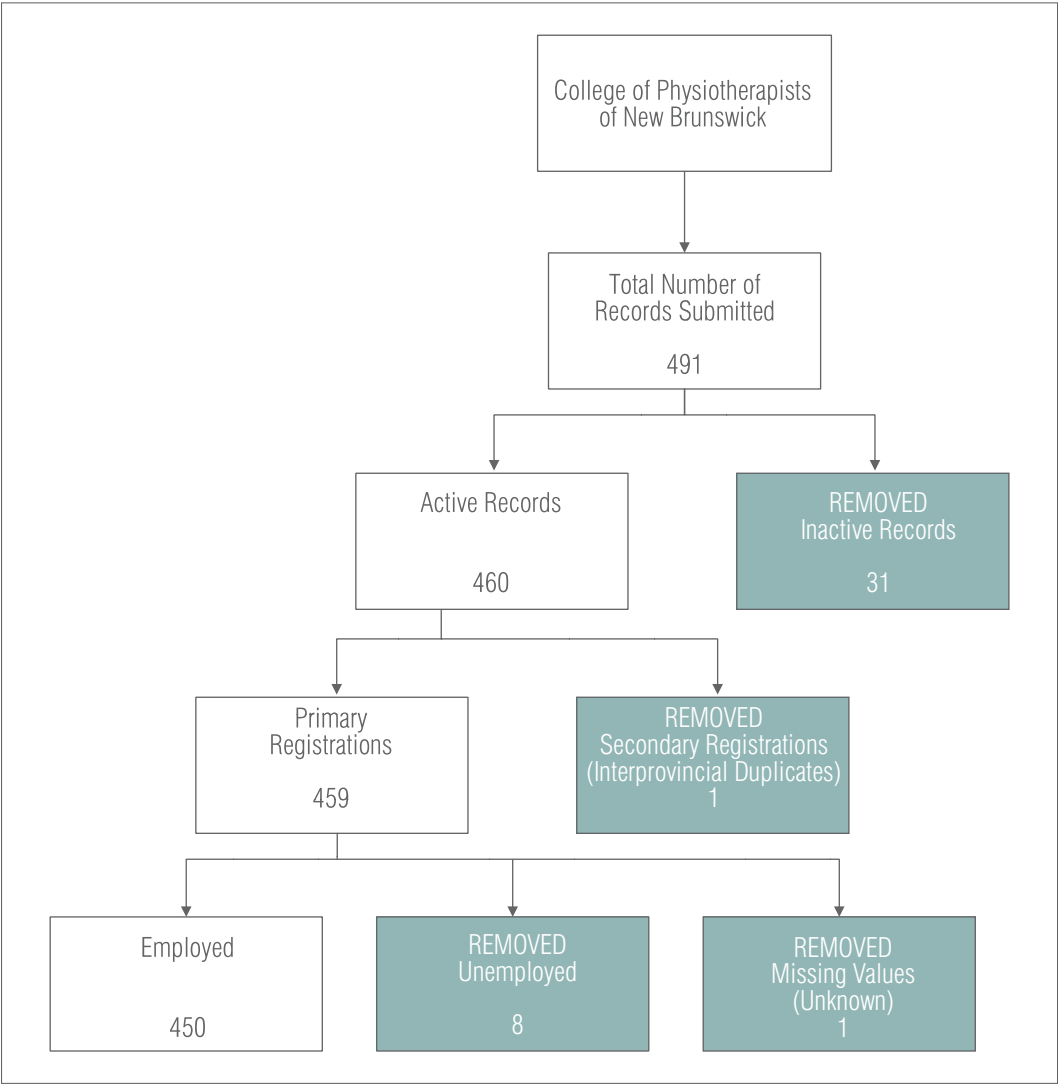 College of Physiotherapists
of New Brunswick
Total Number of
Records Submitted
491
Active Records
460
REMOVED
Inactive Records
31
Primary
Registrations
459
REMOVED
Secondary Registrations
(Interprovincial Duplicates)
1
Employed
450
REMOVED
Unemployed
8
REMOVED
Missing Values
(Unknown)
1